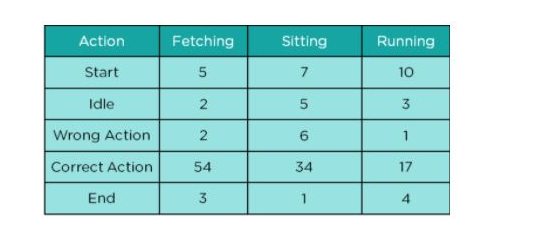 Action Fetching Sitting Running
Start 5 7 10
Idle 2 5 3
Wrong Action 2 6 1
Correct Action 54 34 17
End 3 1 4